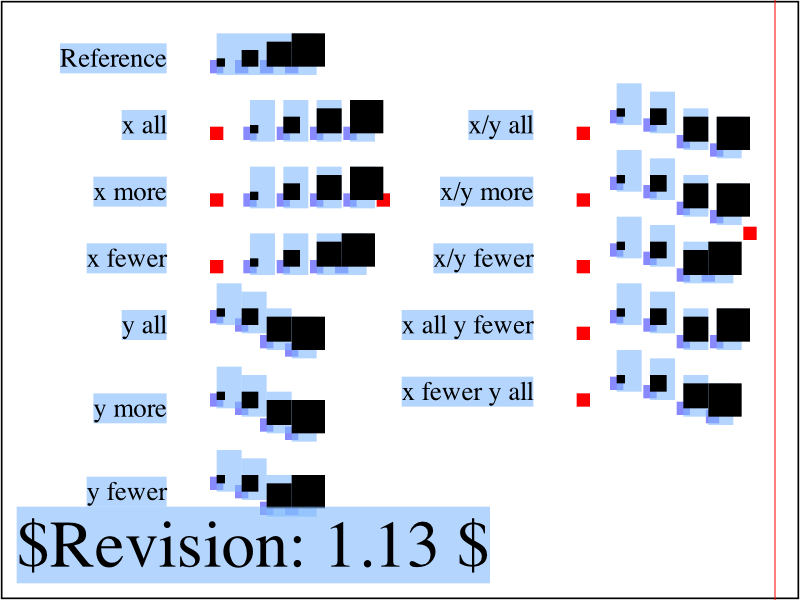 Reference
x all
x more
x fewer
y all
y more
y fewer
x/y all
x/y more
x/y fewer
x all y fewer
x fewer y all
$Revision: 1.13 $